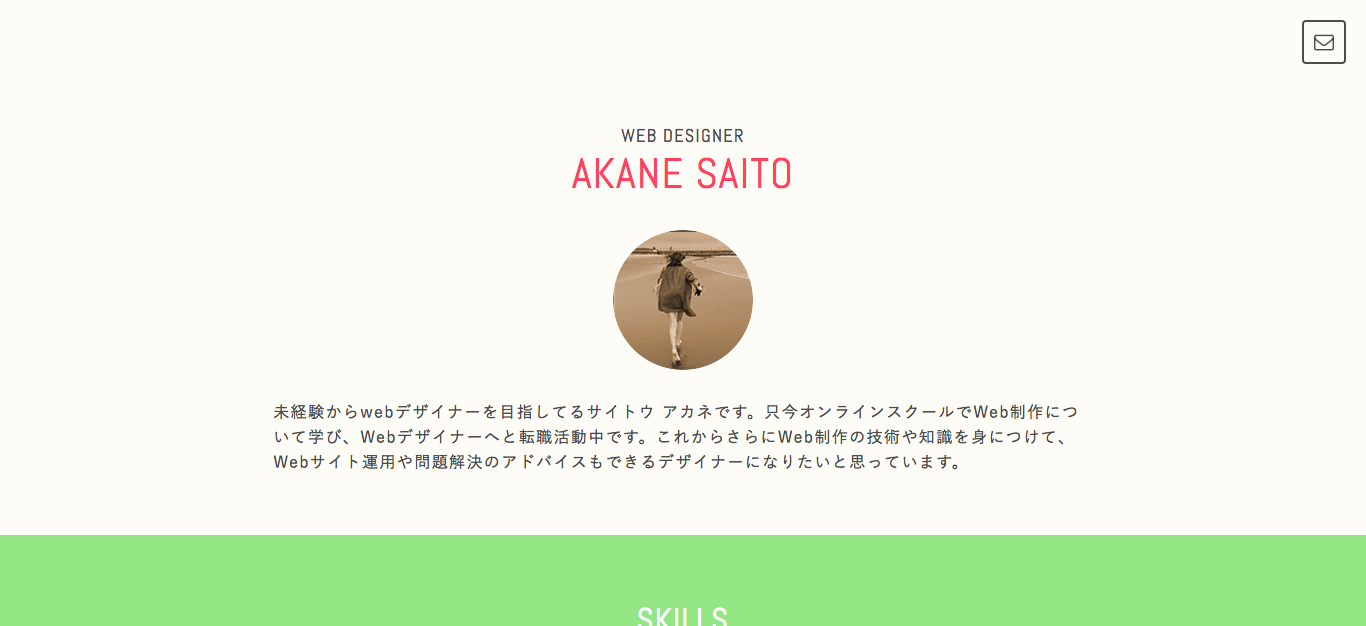 WEB DESIGNER
AKANE SAITO
未経験からwebデザイナーを目指してるサイトウ アカネです。只今オンラインスクールでWeb制作につ
いて学び、Webデザイナーへと転職活動中です。これからさらにWeb制作の技術や知識を身につけて、
Webサイト運用や問題解決のアドバイスもできるデザイナーになりたいと思っています。
SKILLS